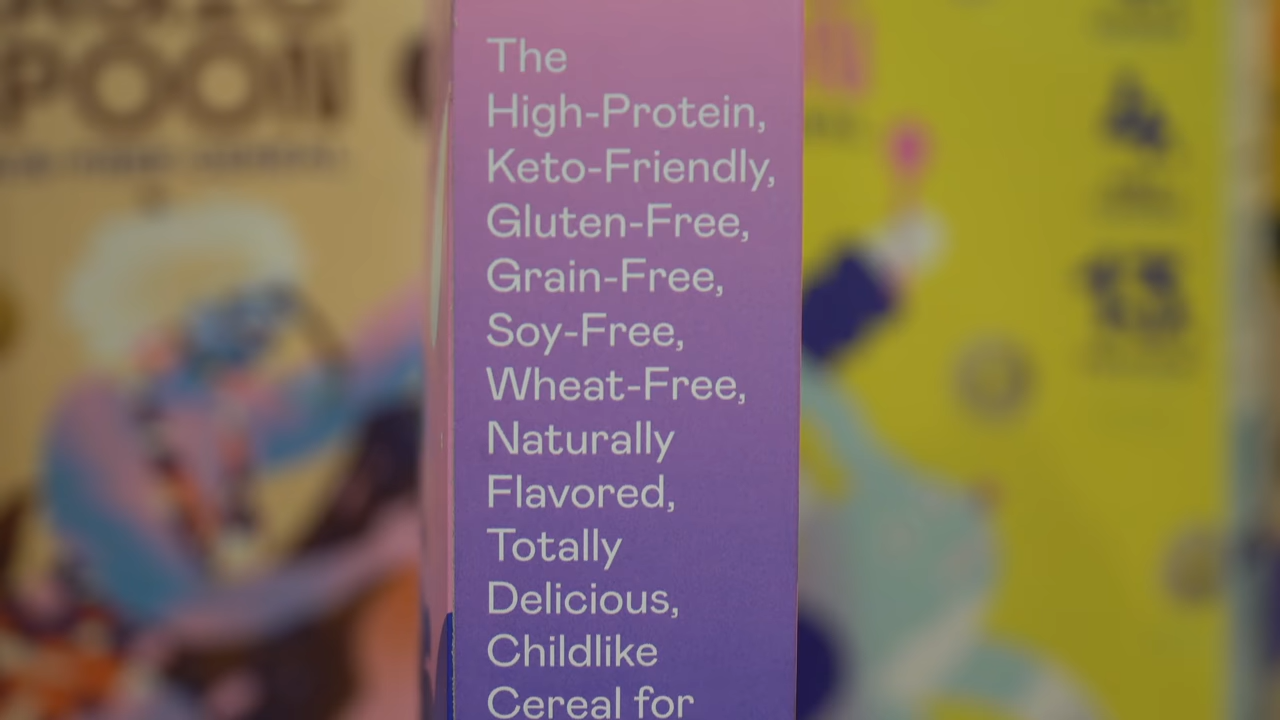 POON
The
High-Protein,
Keto-Friendly,
Gluten-Free,
Grain-Free,
Soy-Free,
Wheat-Free,
Naturally
Flavored,
Totally
Delicious,
Childlike
Cereal for